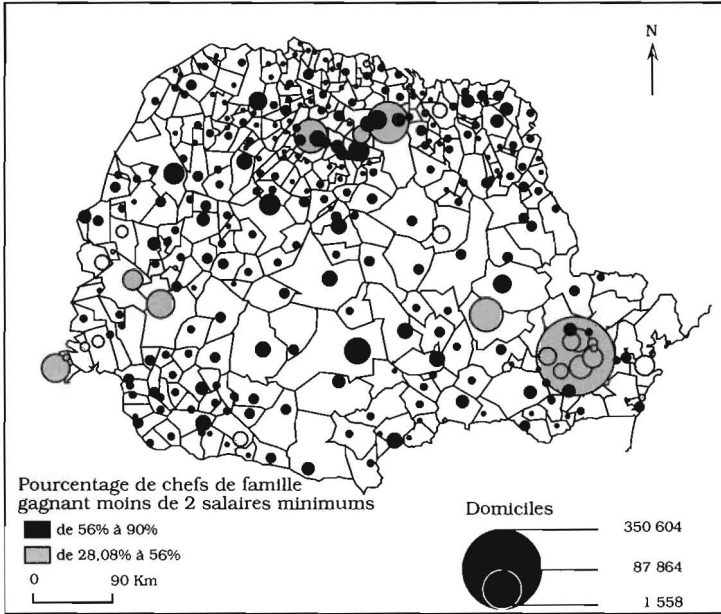 N
Pourcentage de chefs de famille
gagnant moins de 2 salaires minimums
de 56% à 90%
de 28,08% à 56%
0 90 Km
Domiciles
350 604
87 864
1 558